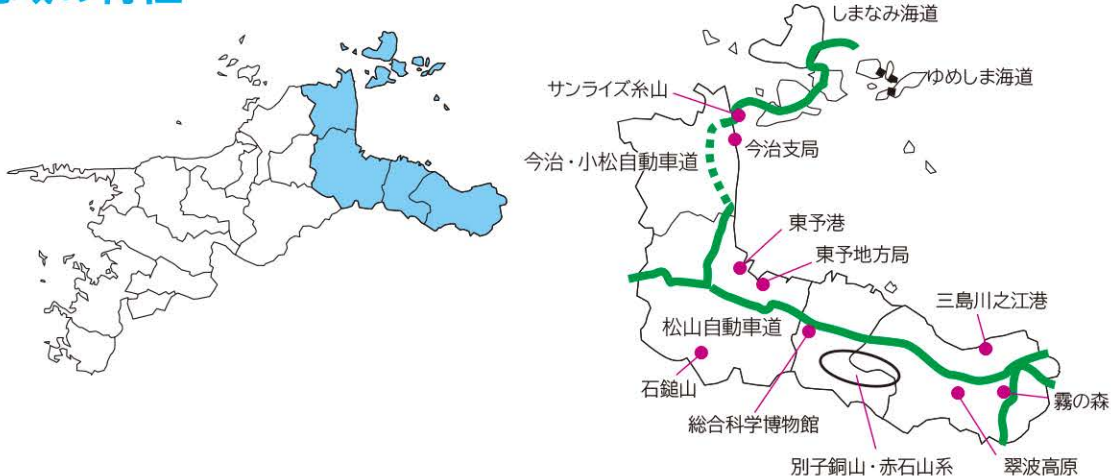 しまなみ海道
ゆめしま海道
サンライズ糸山
今治支局
今治・小松自動車道
東予港
東予地方局
三島川之江港
松山自動車道
石鎚山
霧の森
総合科学博物館
翠波高原
別子銅山・赤石山系